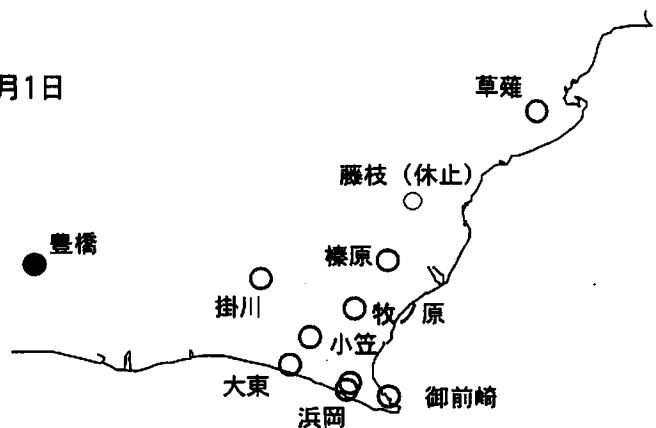 月1日
草薙
藤枝（休止）
豊橋
榛原
掛川
牧ノ原
小笠
大東
御前崎
浜岡